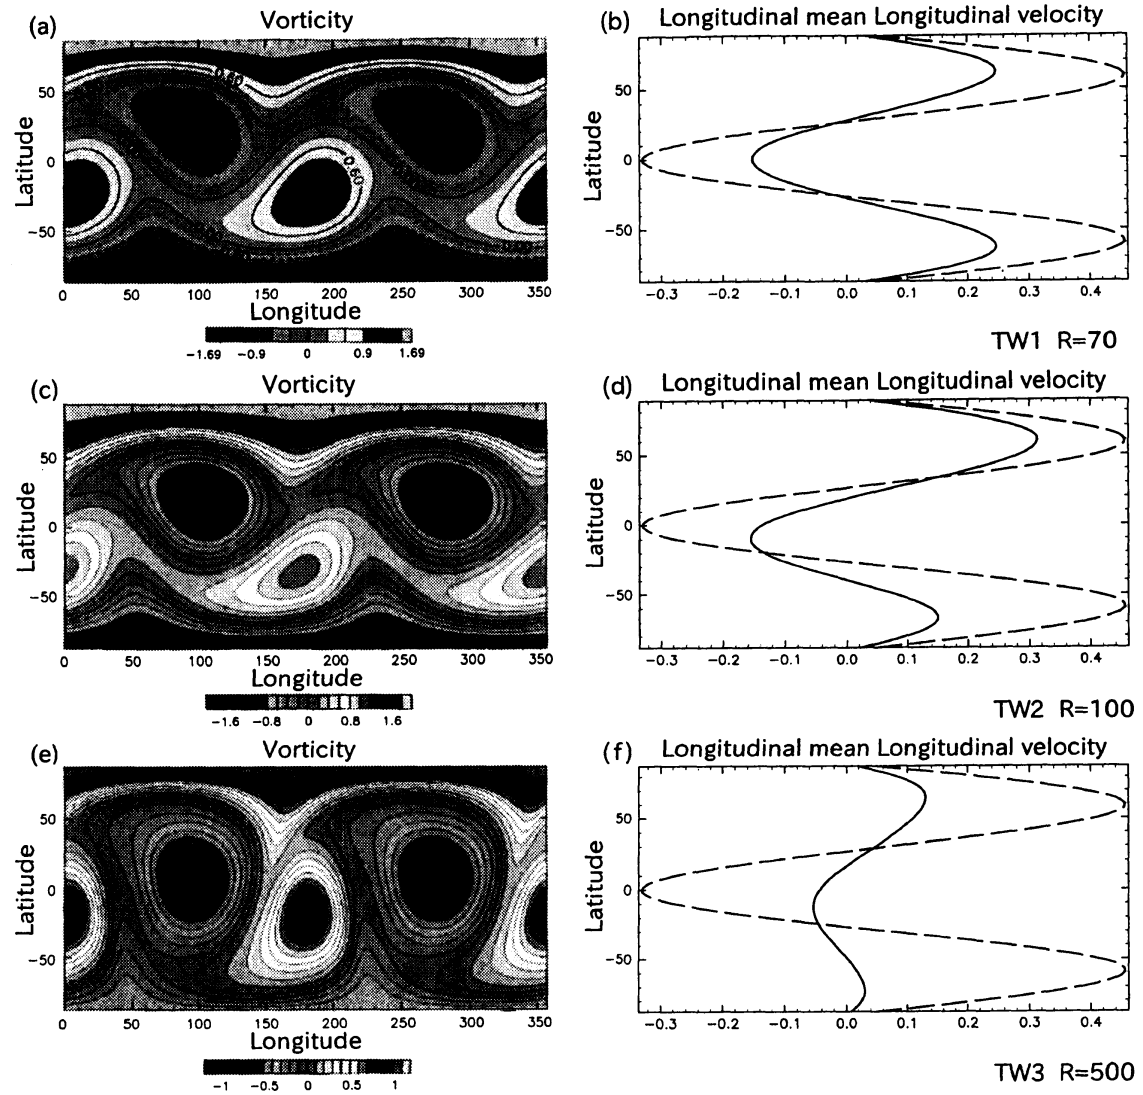 (a) Vorticity
0.60
50
0
−50
Latitude
0.60
0 50 100 150 200 250 300 350
Longitude
−1.69 −0.9 0 0.9 1.69
(b) Longitudinal mean Longitudinal velocity
50
0
−50
Latitude
−0.3 −0.2 −0.1 0.0 0.1 0.2 0.3 0.4
TW1 R=70
(c) Vorticity
50
0
−50
Latitude
0 50 100 150 200 250 300 350
Longitude
−1.6 −0.8 0 0.8 1.6
(d) Longitudinal mean Longitudinal velocity
50
0
−50
Latitude
−0.3 −0.2 −0.1 0.0 0.1 0.2 0.3 0.4
TW2 R=100
(e) Vorticity
50
0
−50
Latitude
0 50 100 150 200 250 300 350
Longitude
−1 −0.5 0 0.5 1
(f) Longitudinal mean Longitudinal velocity
50
0
−50
Latitude
−0.3 −0.2 −0.1 0.0 0.1 0.2 0.3 0.4
TW3 R=500